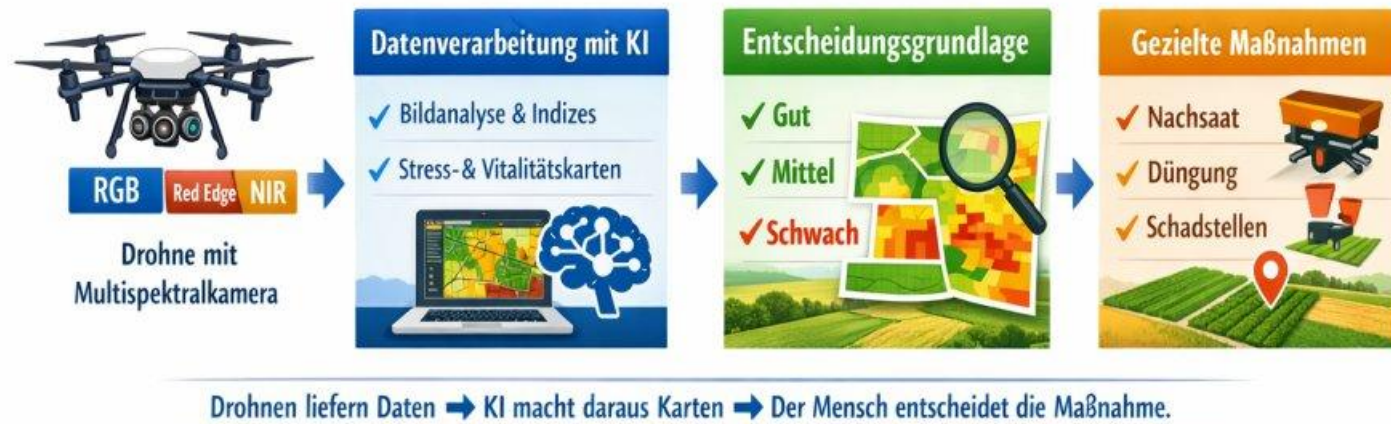 RGB
Red Edge
NIR
Drohne mit
Multispektralkamera
Datenverarbeitung mit KI
✓ Bildanalyse & Indizes
✓ Stress- & Vitalitätskarten
Entscheidungsgrundlage
✓ Gut
✓ Mittel
✓ Schwach
Gezielte Maßnahmen
✓ Nachsaat
✓ Düngung
✓ Schadstellen
Drohnen liefern Daten ➡ KI macht daraus Karten ➡ Der Mensch entscheidet die Maßnahme.